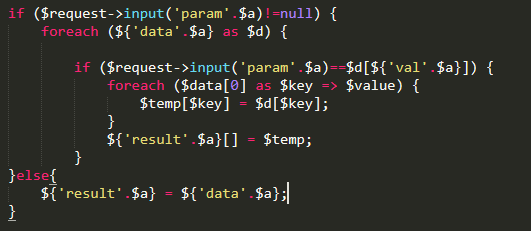 if ($request->input('param'.$a)!=null) {
    foreach (${'data'.$a} as $d) {

        if ($request->input('param'.$a)==$d[${'val'.$a}]) {
            foreach ($data[0] as $key => $value) {
                $temp[$key] = $d[$key];
            }
            ${'result'.$a}[] = $temp;
        }
}else{
    ${'result'.$a} = ${'data'.$a};
}